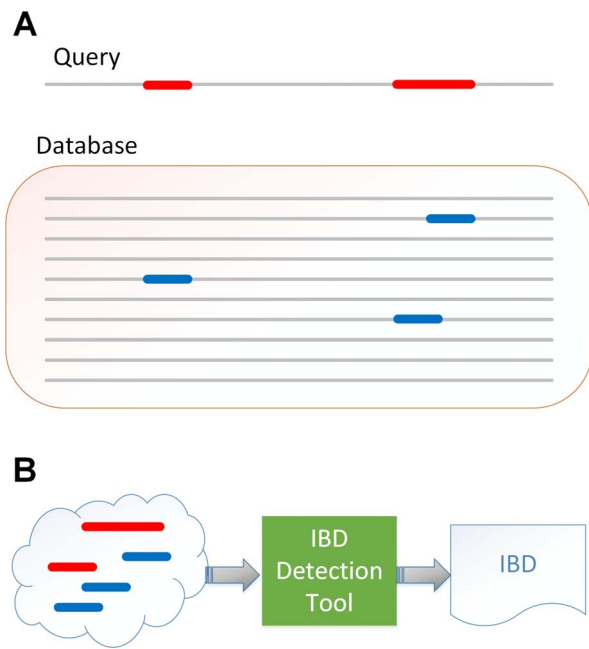 A
Query
Database
B
IBD
Detection
Tool
IBD